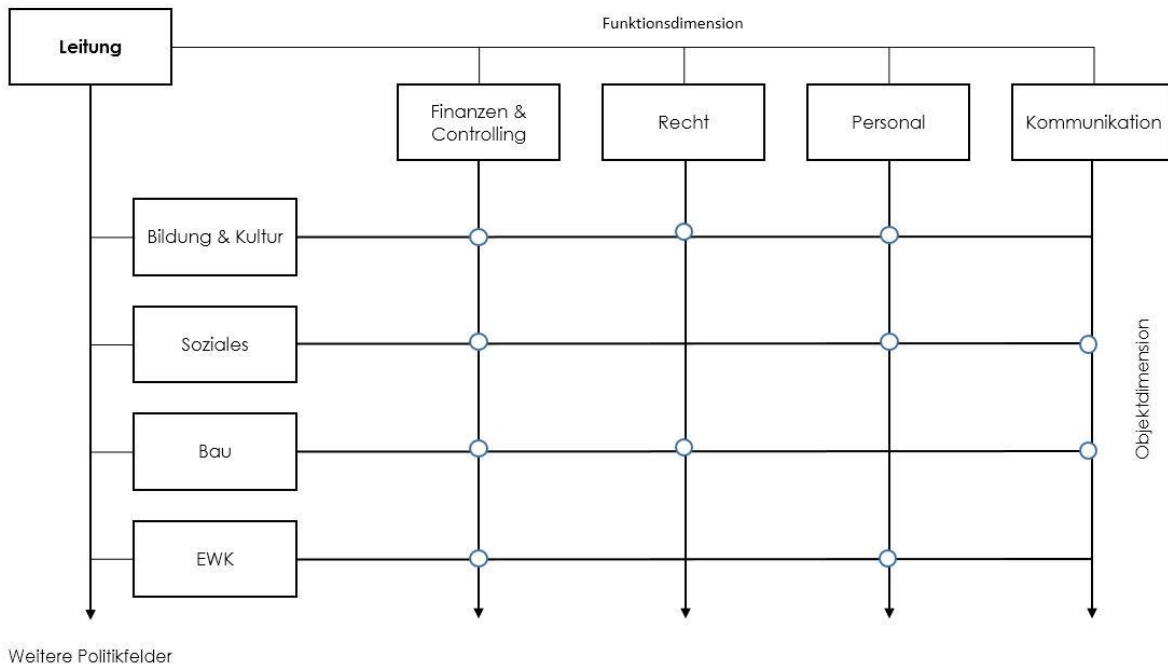 Funktionsdimension
Leitung
Finanzen &
Controlling
Recht
Personal
Kommunikation
Bildung & Kultur
Soziales
Bau
EWK
Objektdimension
Weitere Politikfelder